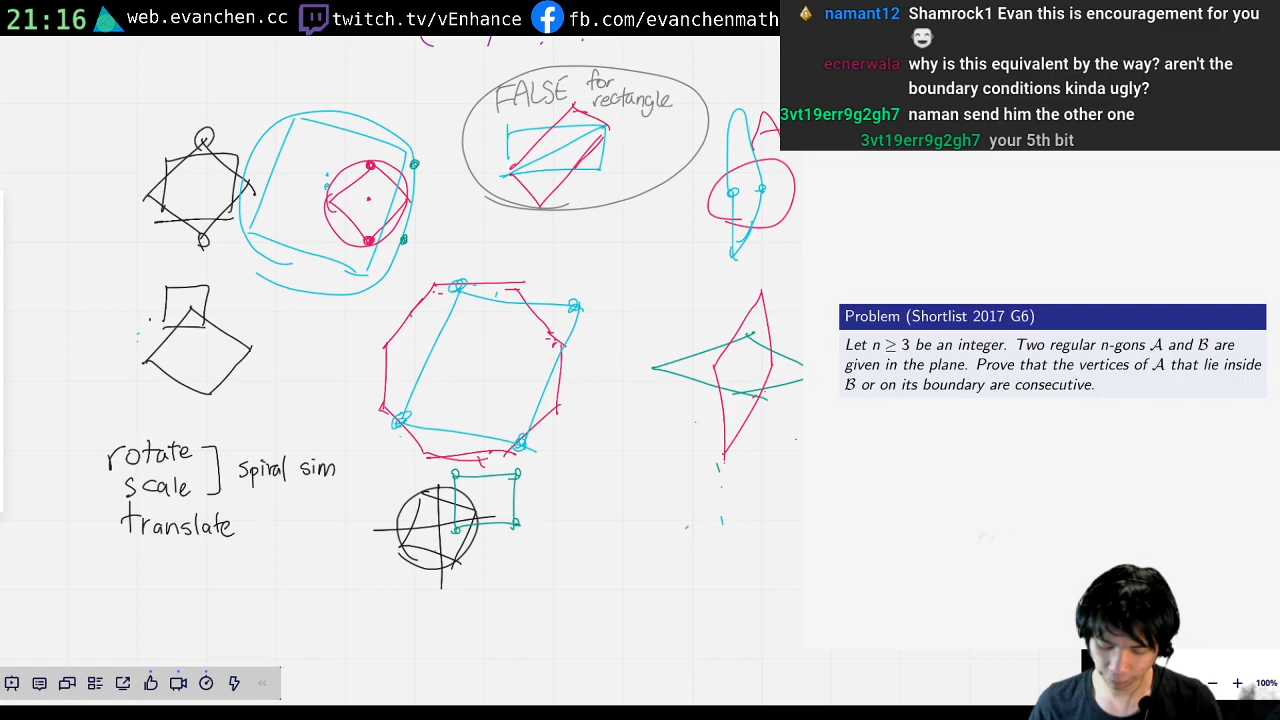 21:16 web.evanchen.cc twitch.tv/vEnhance fb.com/evanchenmath
namant12 Shamrock1 Evan this is encouragement for you
ecnerwala why is this equivalent by the way? aren't the
boundary conditions kinda ugly?
3vt19err9g2gh7 naman send him the other one
3vt19err9g2gh7 your 5th bit
FALSE for
rectangle
Problem (Shortlist 2017 G6)
Let n ≥ 3 be an integer. Two regular n-gons 𝒜 and ℬ are
given in the plane. Prove that the vertices of 𝒜 that lie inside
ℬ or on its boundary are consecutive.
rotate
scale
spiral sim
translate
100%